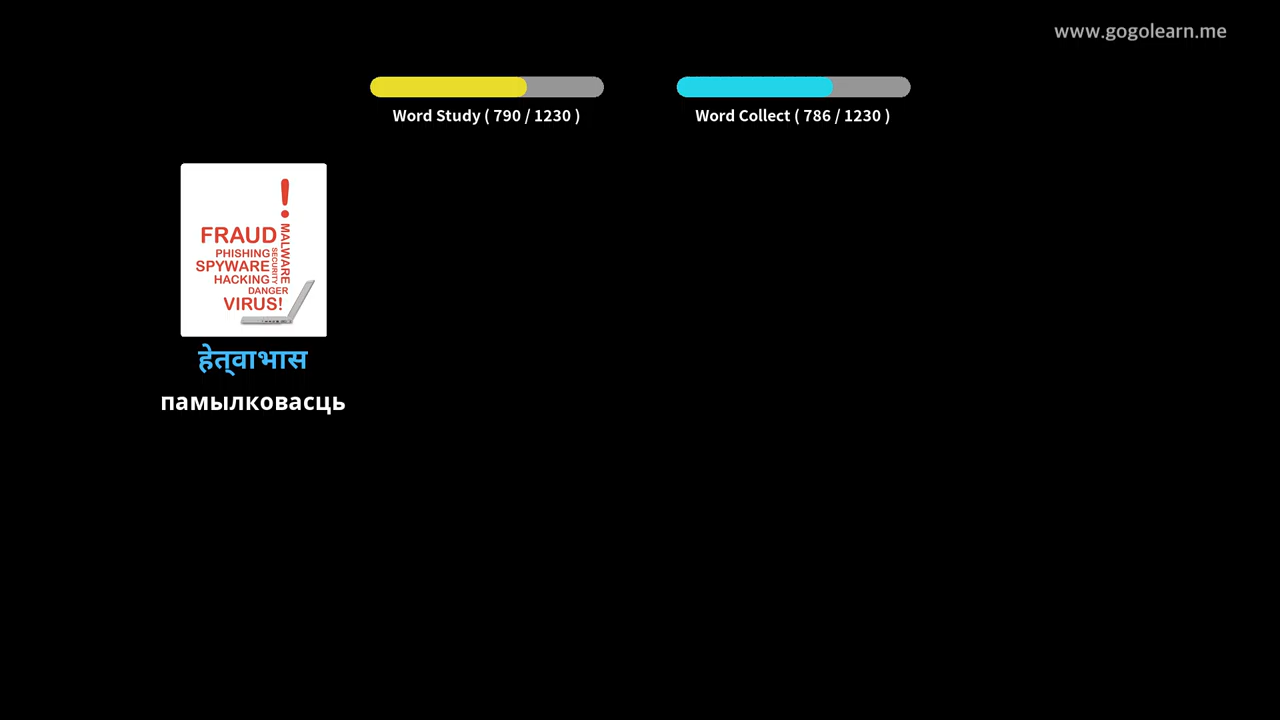 www.gogolearn.me
Word Study ( 790 / 1230 )
Word Collect ( 786 / 1230 )
!
FRAUD
MALWARE
PHISHING
SECURITY
SPYWARE
HACKING
DANGER
VIRUS!
हेत्वाभास
памылковасць